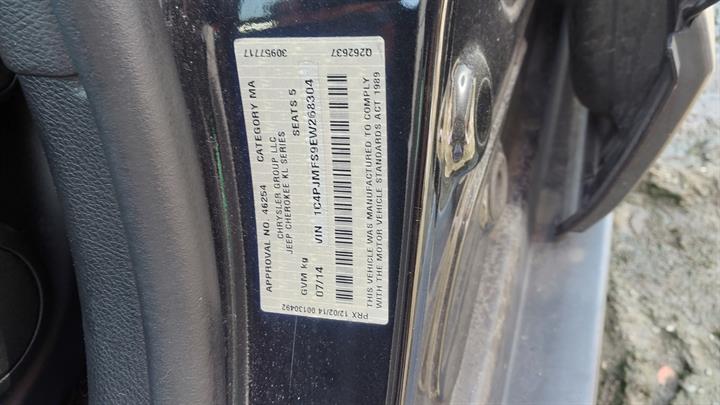 30957717 Q262637
APPROVAL NO. 46254 CATEGORY MA
CHRYSLER GROUP LLC
JEEP CHEROKEE KL SERIES
GVM kg SEATS 5
07/14 VIN 1C4PJMFS9EW268304
THIS VEHICLE WAS MANUFACTURED TO COMPLY
WITH THE MOTOR VEHICLE STANDARDS ACT 1989
PRX 12/02/14 00130492